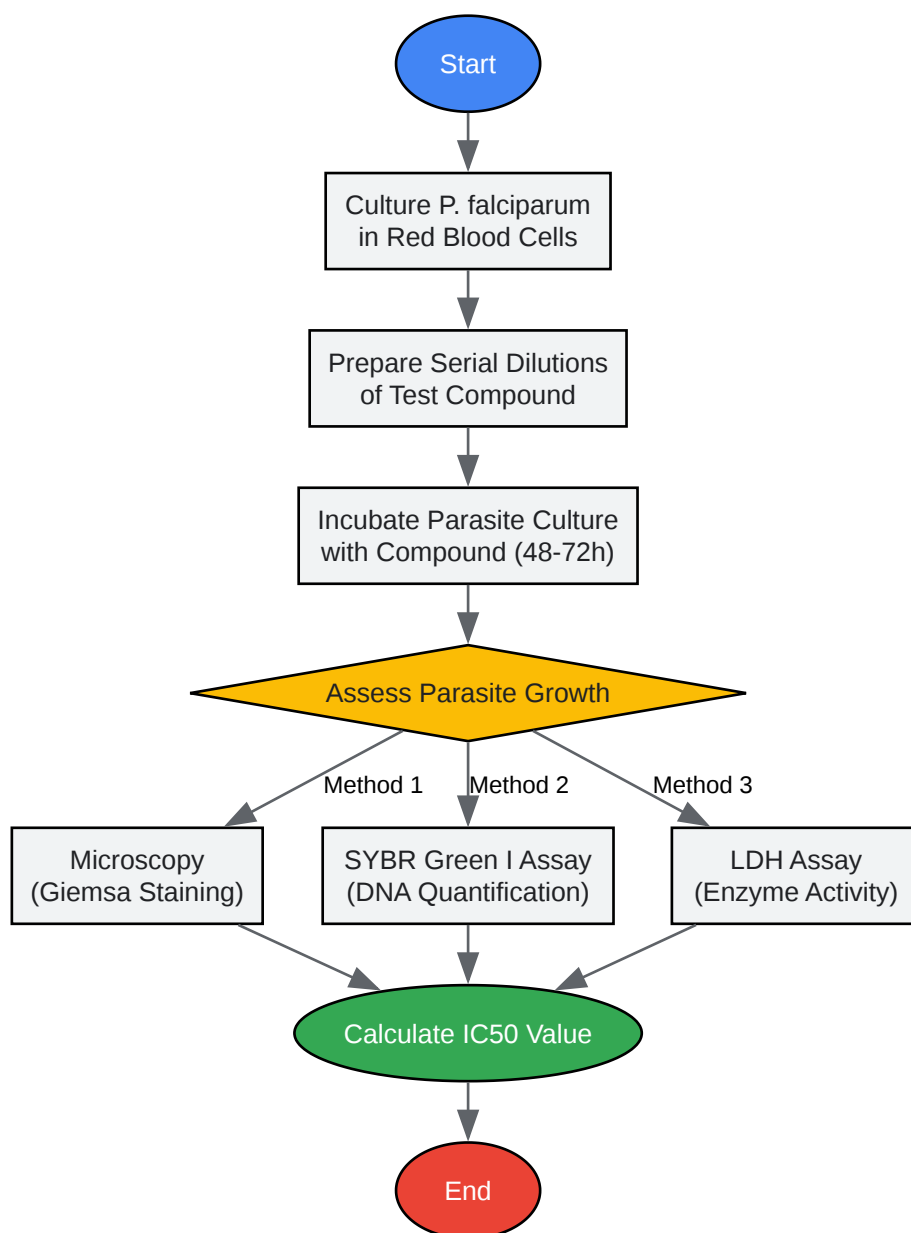 Start
Culture P. falciparum
in Red Blood Cells
Prepare Serial Dilutions
of Test Compound
Incubate Parasite Culture
with Compound (48-72h)
Assess Parasite Growth
Method 1
Method 2
Method 3
Microscopy
(Giemsa Staining)
SYBR Green I Assay
(DNA Quantification)
LDH Assay
(Enzyme Activity)
Calculate IC50 Value
End